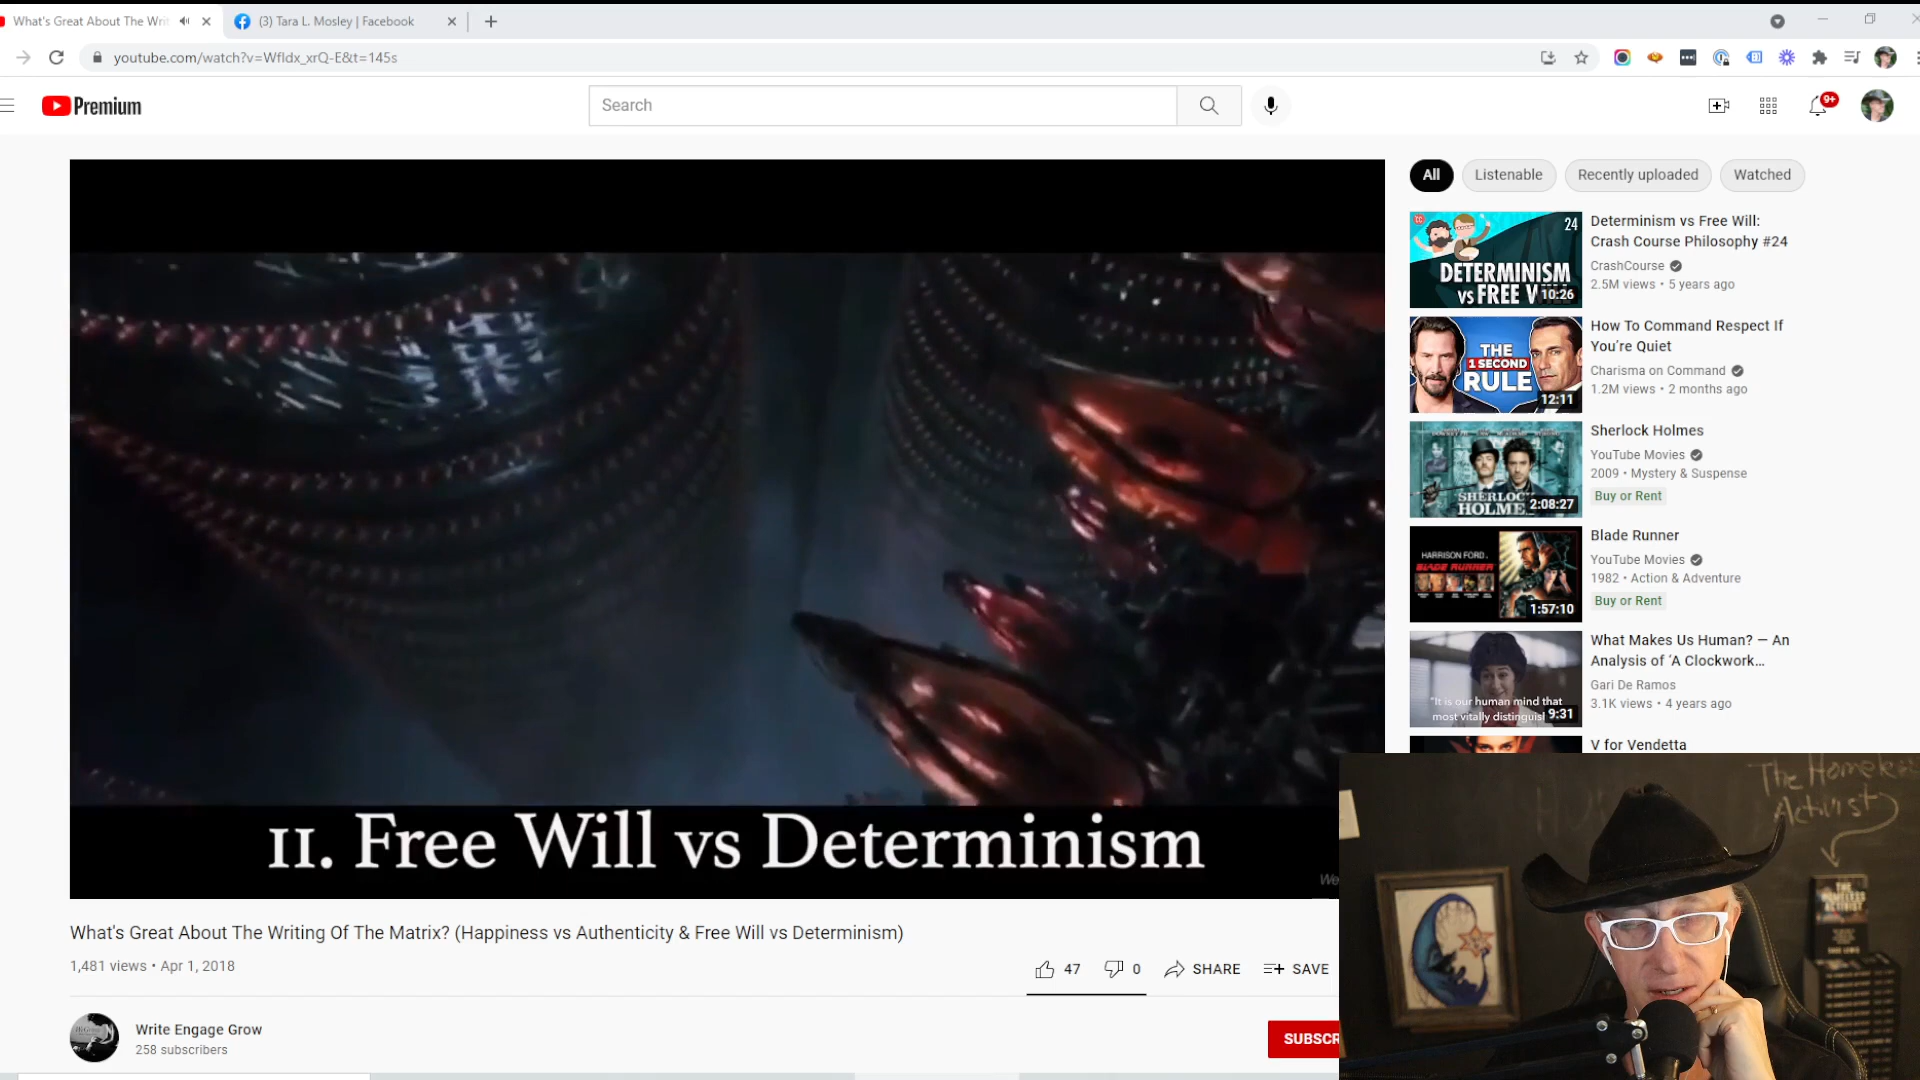 What's Great About The Writ
(3) Tara L. Mosley | Facebook
youtube.com/watch?v=Wfldx_xrQ-E&t=145s
Premium
Search
9+
All
Listenable
Recently uploaded
Watched
24
DETERMINISM
VS FREE W
10:26
Determinism vs Free Will:
Crash Course Philosophy #24
CrashCourse
2.5M views • 5 years ago
THE
1 SECOND
RULE
12:11
How To Command Respect If
You're Quiet
Charisma on Command
1.2M views • 2 months ago
SHERLOC
HOLME
2:08:27
Sherlock Holmes
YouTube Movies
2009 • Mystery & Suspense
Buy or Rent
HARRISON FORD
BLADE RUNNER
1:57:10
Blade Runner
YouTube Movies
1982 • Action & Adventure
Buy or Rent
"It is our human mind that
most vitally distinguis
9:31
What Makes Us Human? — An
Analysis of 'A Clockwork...
Gari De Ramos
3.1K views • 4 years ago
V for Vendetta
II. Free Will vs Determinism
We
What's Great About The Writing Of The Matrix? (Happiness vs Authenticity & Free Will vs Determinism)
1,481 views • Apr 1, 2018
47
0
SHARE
SAVE
Write Engage Grow
258 subscribers
SUBSCR
The Homeless
Activist
THE
HOMELESS
ACTIVIST